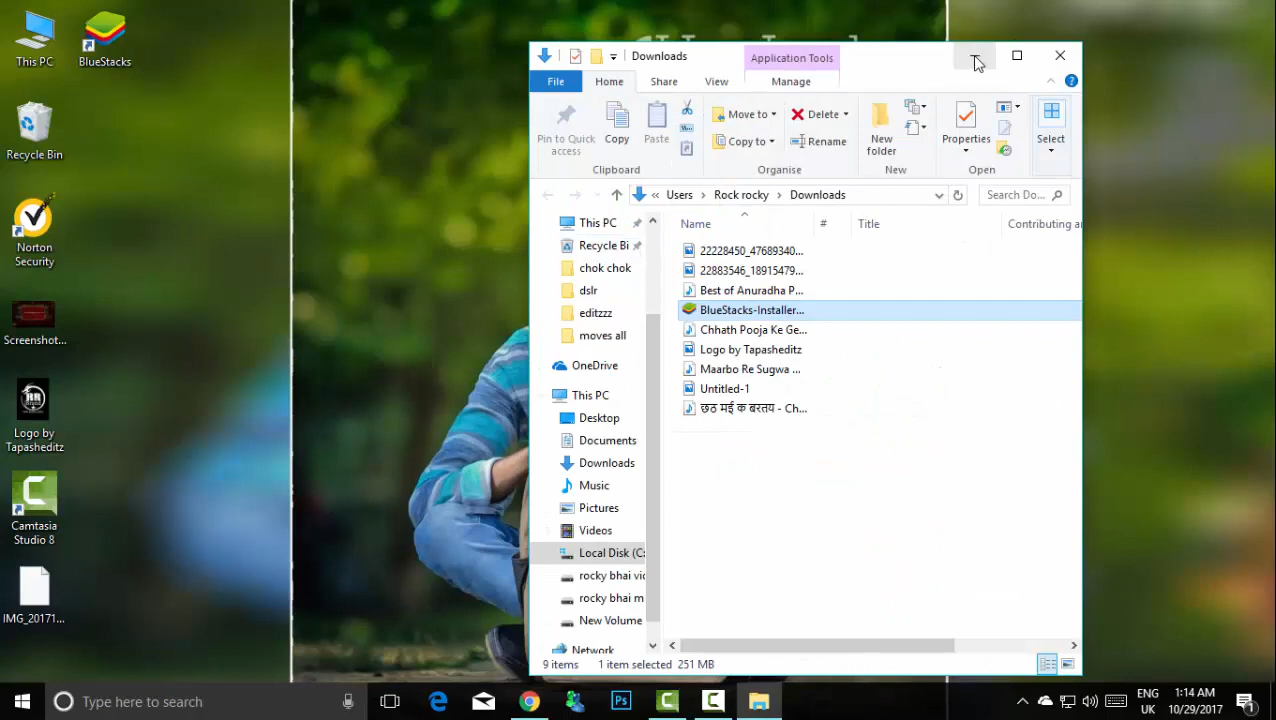 This PC
BlueStacks
Recycle Bin
Norton
Security
Screenshot...
Logo by
Tapasheditz
Camtasia
Studio 8
IMG_20171...
Downloads
Application Tools
File
Home
Share
View
Manage
Pin to Quick
access
Copy
Paste
Move to
Copy to
Delete
Rename
New
folder
Properties
Select
Clipboard
Organise
New
Open
« Users › Rock rocky › Downloads
Search Do...
Name
#
Title
Contributing ar
This PC
Recycle Bi
chok chok
dslr
editzzz
moves all
OneDrive
This PC
Desktop
Documents
Downloads
Music
Pictures
Videos
Local Disk (C:
rocky bhai vid
rocky bhai m
New Volume
Network
22228450_47689340...
22883546_18915479...
Best of Anuradha P...
BlueStacks-Installer...
Chhath Pooja Ke Ge...
Logo by Tapasheditz
Maarbo Re Sugwa ...
Untitled-1
छठ मई क बरतय - Ch...
9 items 1 item selected 251 MB
Type here to search
Ps
ENG
UK
1:14 AM
10/29/2017
1